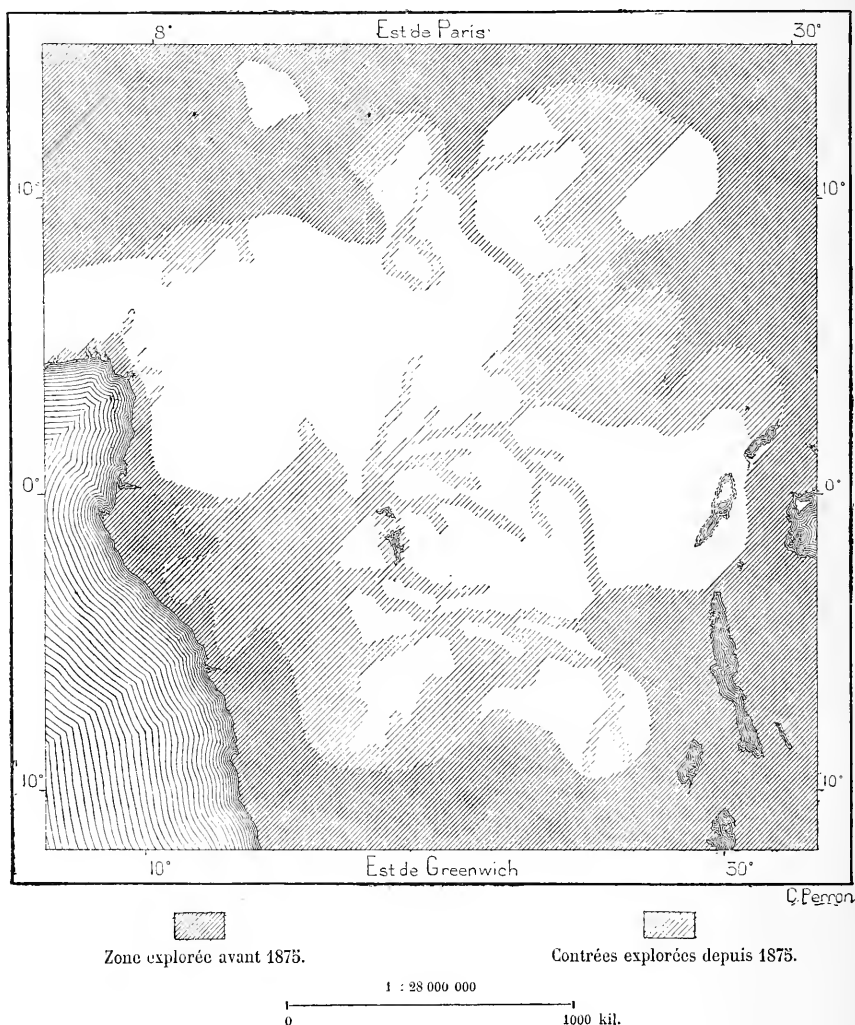 8° Est de Paris 30°
10° 10°
0° 0°
10° 10°
10° Est de Greenwich 30°
C. Perron
Zone explorée avant 1875. Contrées explorées depuis 1875.
1 : 28 000 000
0 1000 kil.